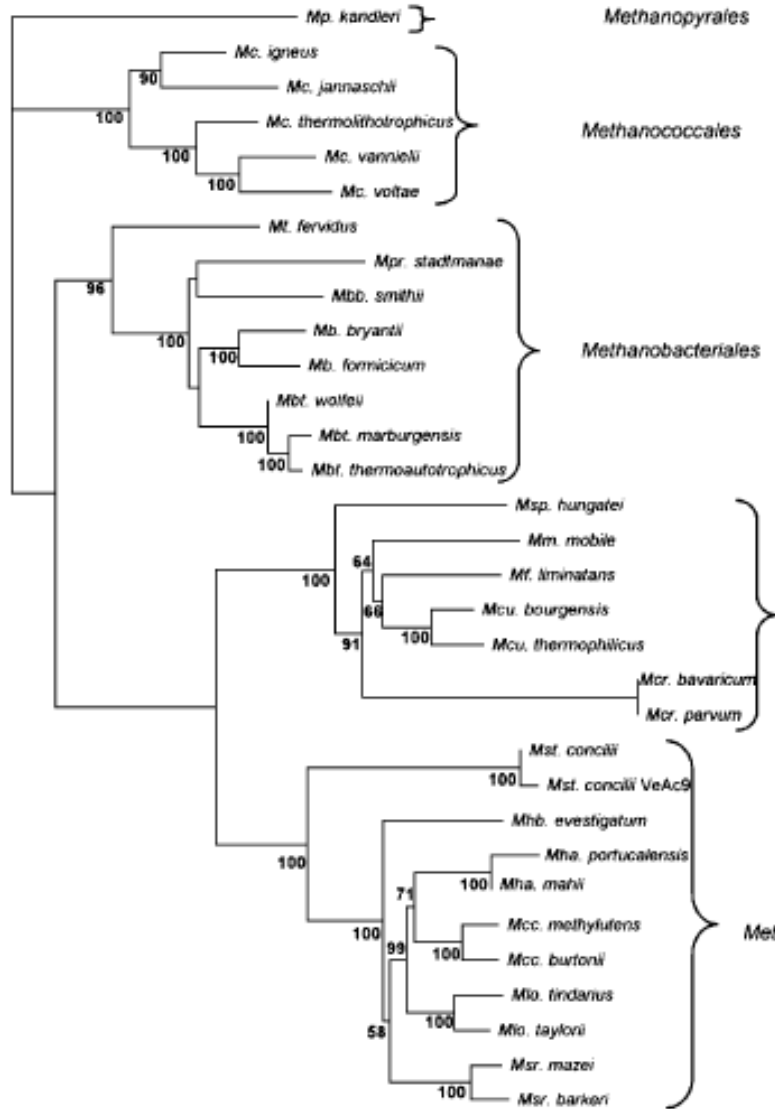 Mp. kandleri
Methanopyrales
Mc. igneus
90
Mc. jannaschii
100
Mc. thermolithotrophicus
Methanococcales
100
Mc. vannielii
100
Mc. voltae
Mt. fervidus
96
Mpr. stadtmanae
Mbb. smithii
100
Mb. bryantii
100
Methanobacteriales
Mb. formicicum
Mbt. wolfeii
100
Mbt. marburgensis
100
Mbt. thermoautotrophicus
Msp. hungatei
100
Mm. mobile
64
Mf. liminatans
66
Mcu. bourgensis
100
91
Mcu. thermophilicus
Mcr. bavaricum
Mcr. parvum
Mst. concilii
100
Mst. concilii VeAc9
Mhb. evestigatum
100
Mha. portucalensis
100
Mha. mahii
71
Mcc. methylutens
100
99
100
Met
Mcc. burtonii
Mlo. tindarius
100
58
Mlo. taylorii
Msr. mazei
100
Msr. barkeri